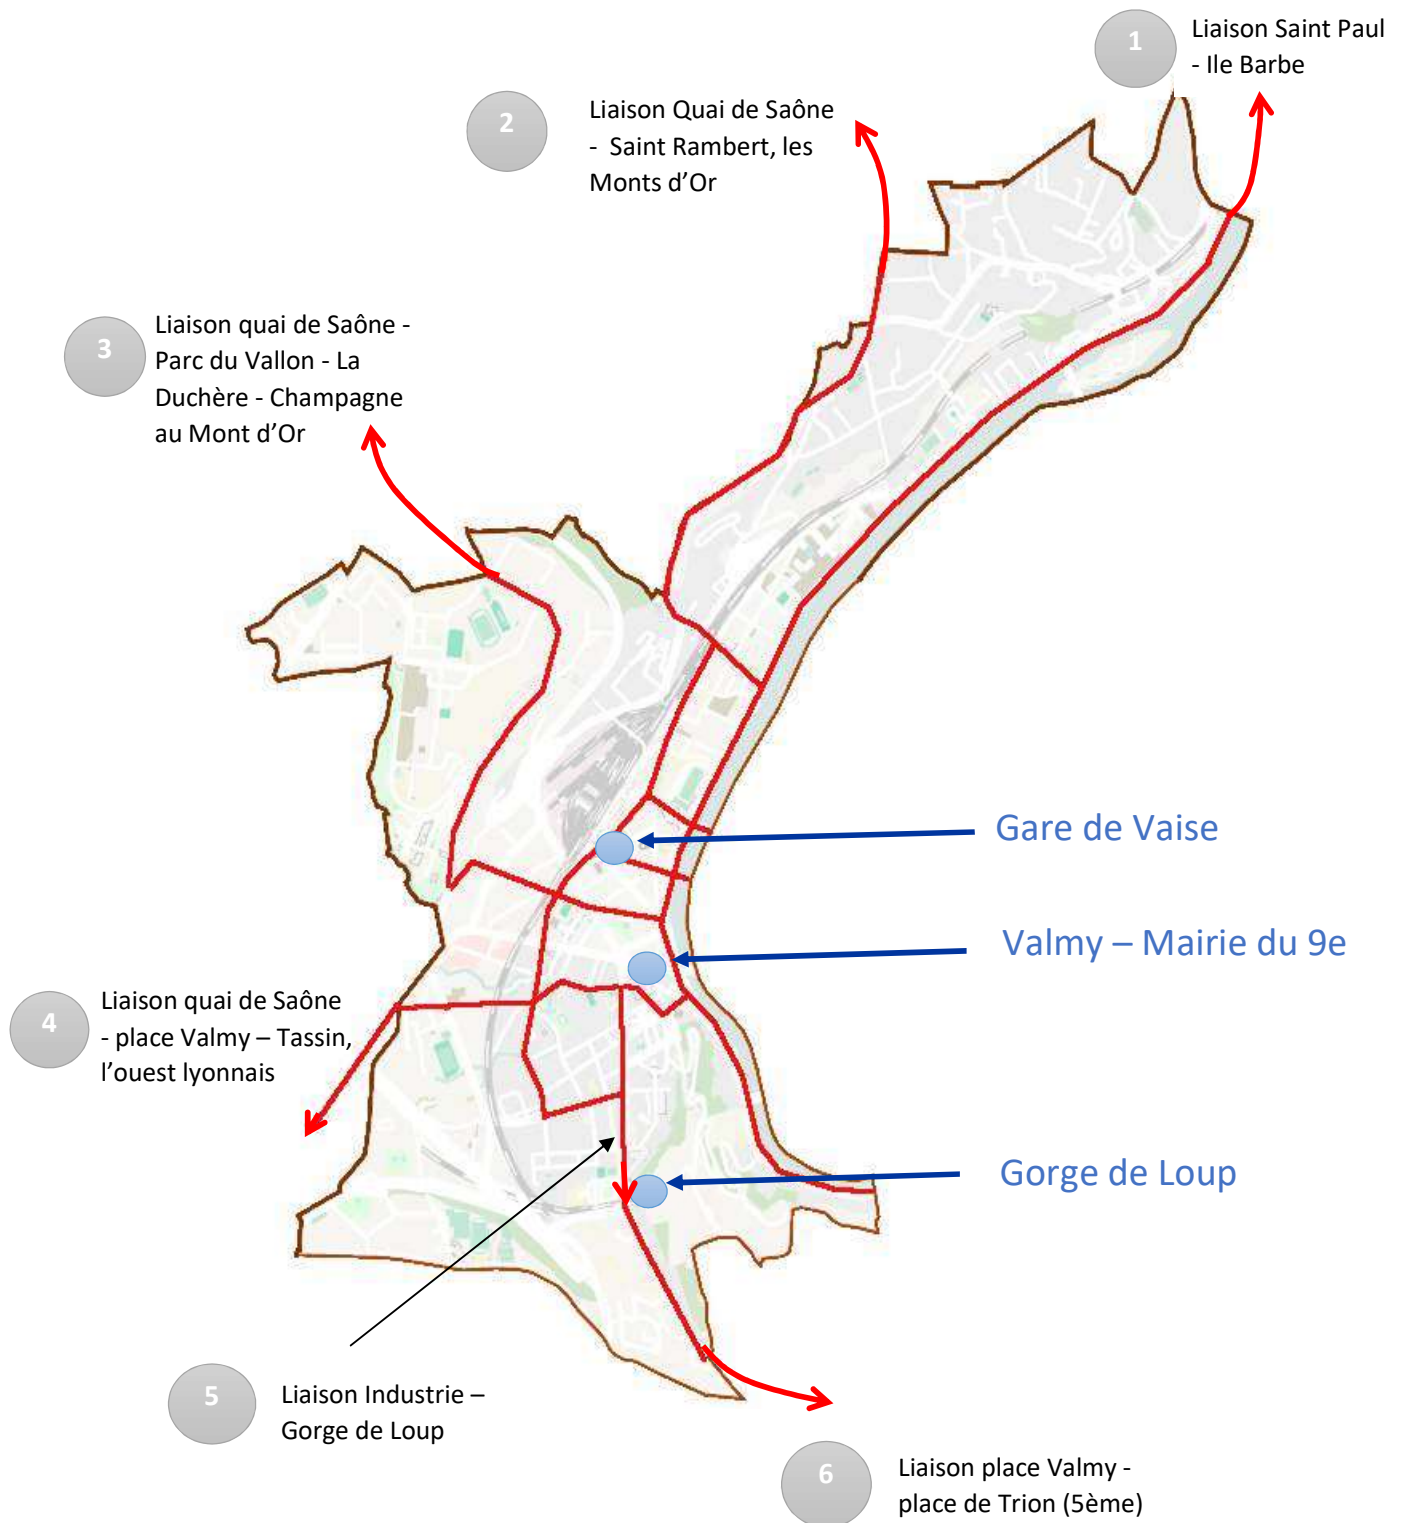 1
Liaison Saint Paul
- Ile Barbe
2
Liaison Quai de Saône
- Saint Rambert, les
Monts d’Or
3
Liaison quai de Saône -
Parc du Vallon - La
Duchère - Champagne
au Mont d’Or
Gare de Vaise
Valmy – Mairie du 9e
4
Liaison quai de Saône
- place Valmy – Tassin,
l’ouest lyonnais
Gorge de Loup
5
Liaison Industrie –
Gorge de Loup
6
Liaison place Valmy -
place de Trion (5ème)